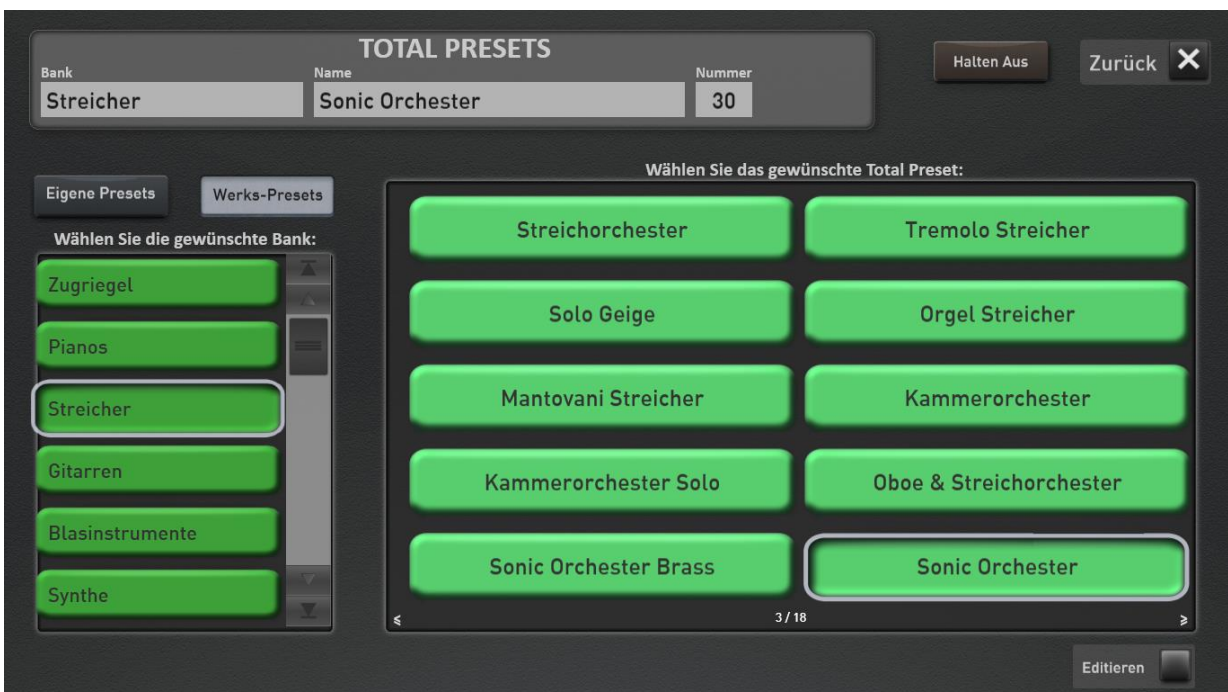 TOTAL PRESETS
Bank Name Nummer
Streicher Sonic Orchester 30
Halten Aus
Zurück
Eigene Presets Werks-Presets
Wählen Sie die gewünschte Bank:
Zugriegel
Pianos
Streicher
Gitarren
Blasinstrumente
Synthe
Wählen Sie das gewünschte Total Preset:
Streichorchester Tremolo Streicher
Solo Geige Orgel Streicher
Mantovani Streicher Kammerorchester
Kammerorchester Solo Oboe & Streichorchester
Sonic Orchester Brass Sonic Orchester
3 / 18
Editieren